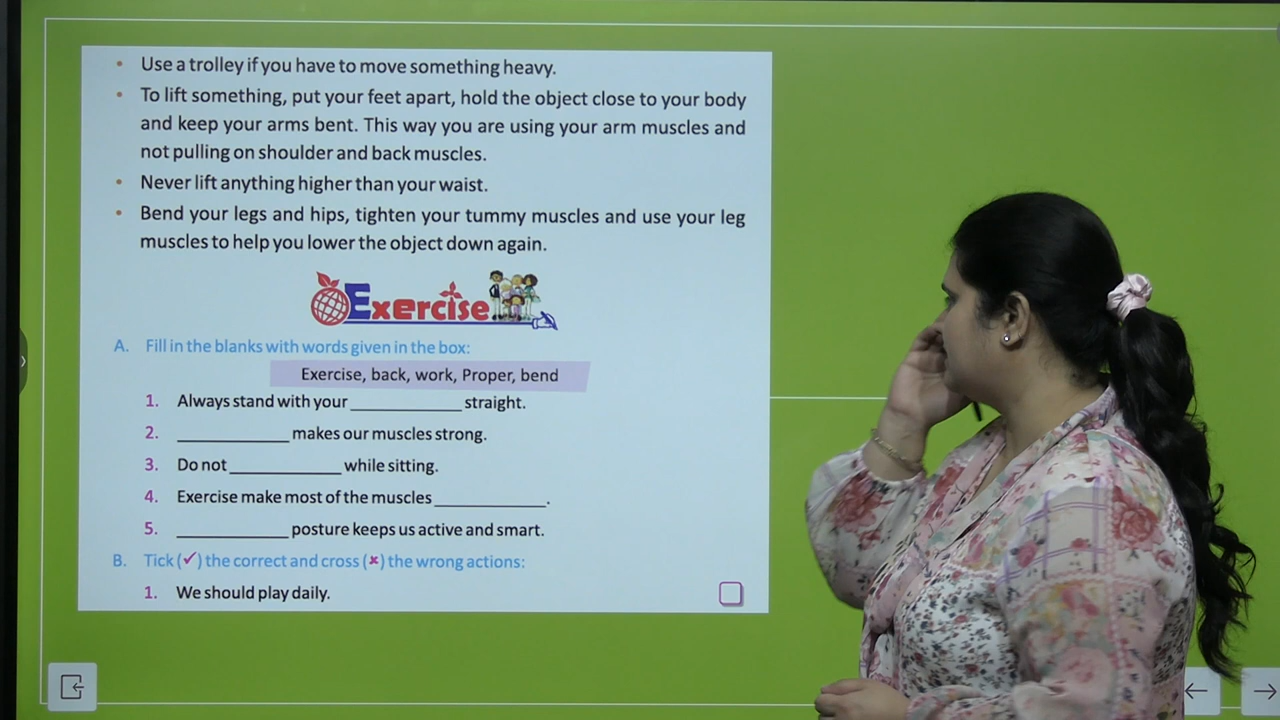 • Use a trolley if you have to move something heavy.
• To lift something, put your feet apart, hold the object close to your body
and keep your arms bent. This way you are using your arm muscles and
not pulling on shoulder and back muscles.
• Never lift anything higher than your waist.
• Bend your legs and hips, tighten your tummy muscles and use your leg
muscles to help you lower the object down again.
Exercise
A. Fill in the blanks with words given in the box:
Exercise, back, work, Proper, bend
1. Always stand with your ___________ straight.
2. ___________ makes our muscles strong.
3. Do not ___________ while sitting.
4. Exercise make most of the muscles ___________.
5. ___________ posture keeps us active and smart.
B. Tick (✓) the correct and cross (×) the wrong actions:
1. We should play daily.